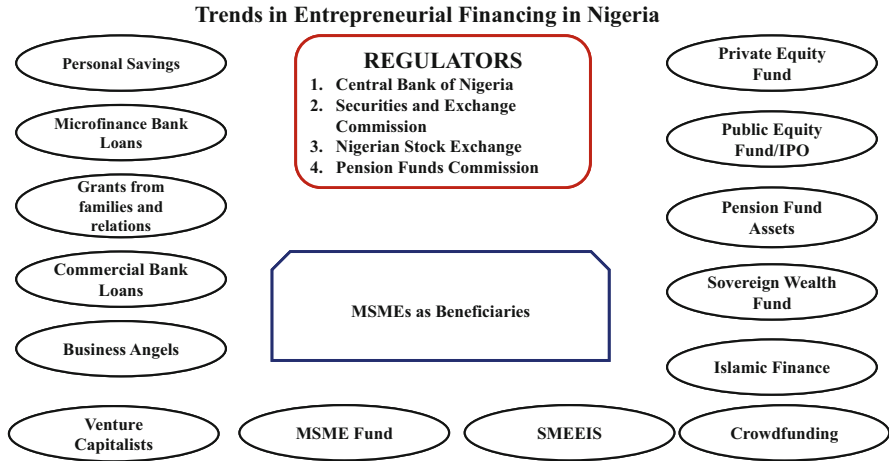 Trends in Entrepreneurial Financing in Nigeria
Personal Savings
Microfinance Bank
Loans
Grants from
families and
relations
Commercial Bank
Loans
Business Angels
Venture
Capitalists
REGULATORS
1. Central Bank of Nigeria
2. Securities and Exchange
Commission
3. Nigerian Stock Exchange
4. Pension Funds Commission
MSMEs as Beneficiaries
MSME Fund
SMEEIS
Private Equity
Fund
Public Equity
Fund/IPO
Pension Fund
Assets
Sovereign Wealth
Fund
Islamic Finance
Crowdfunding